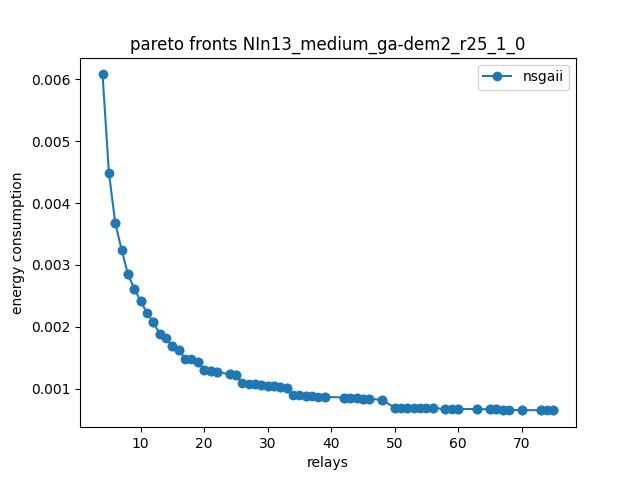 pareto fronts NIn13_medium_ga-dem2_r25_1_0
nsgaii
energy consumption
0.006
0.005
0.004
0.003
0.002
0.001
10 20 30 40 50 60 70
relays